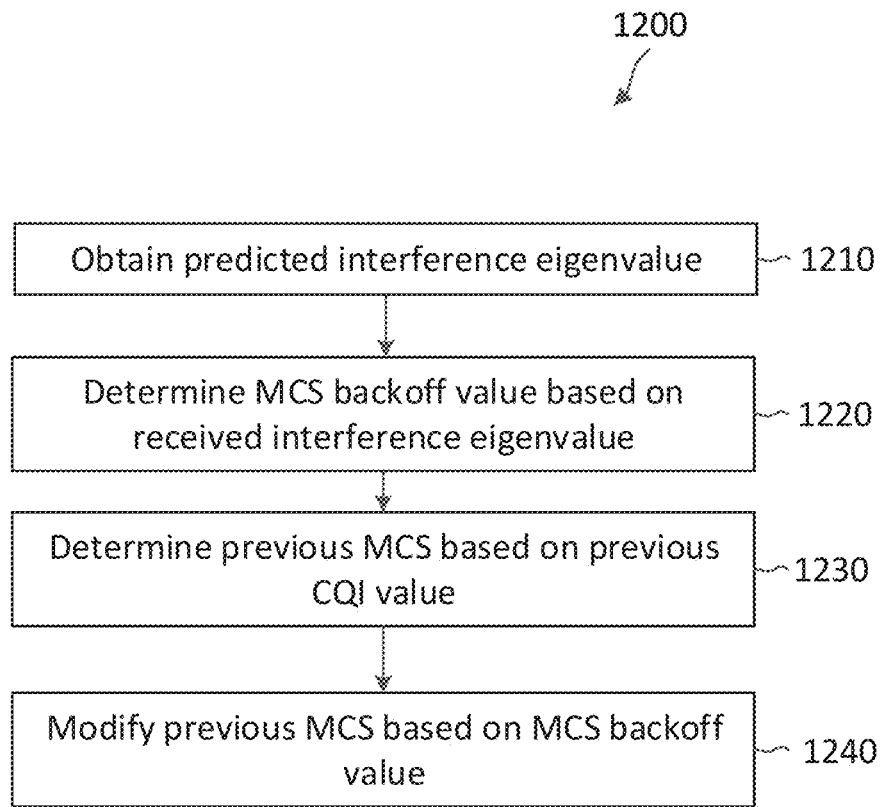 1200
Obtain predicted interference eigenvalue
1210
Determine MCS backoff value based on
received interference eigenvalue
1220
Determine previous MCS based on previous
CQI value
1230
Modify previous MCS based on MCS backoff
value
1240